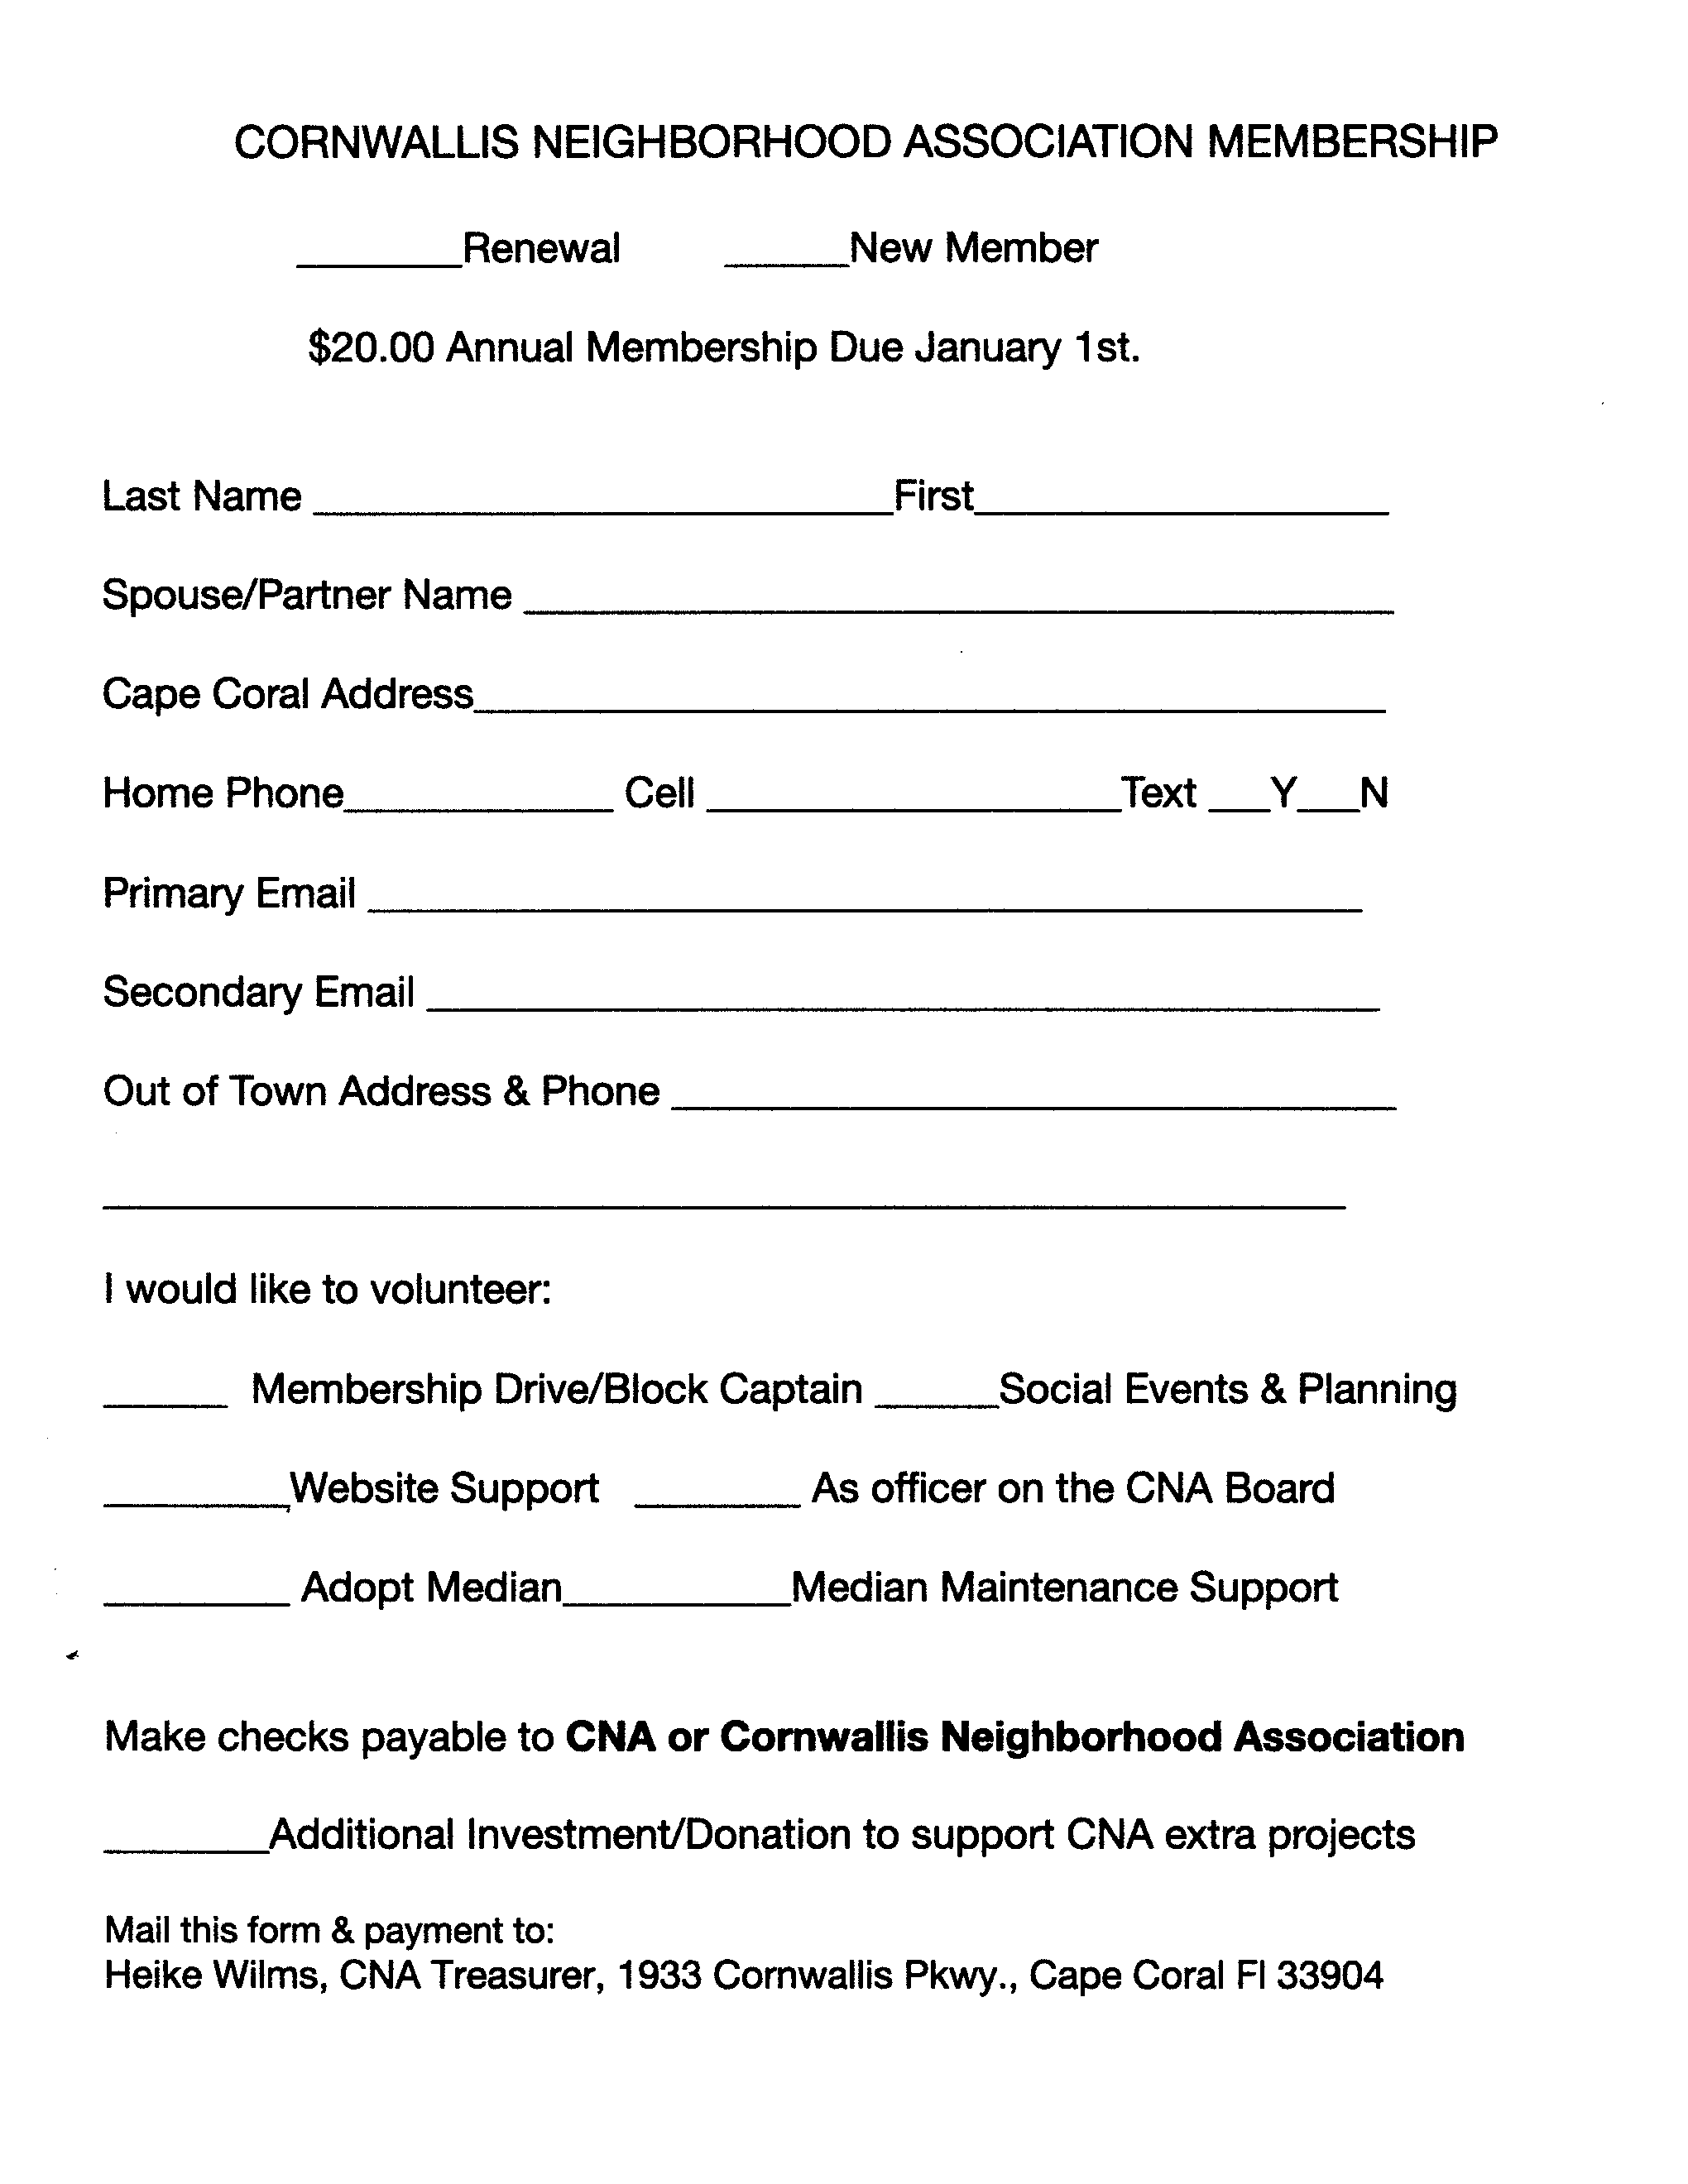 CORNWALLIS NEIGHBORHOOD ASSOCIATION MEMBERSHIP
_______Renewal _____New Member
$20.00 Annual Membership Due January 1st.
Last Name ____________________________First____________________
Spouse/Partner Name __________________________________________
Cape Coral Address____________________________________________
Home Phone_____________ Cell ____________________Text ___Y___N
Primary Email ________________________________________________
Secondary Email ______________________________________________
Out of Town Address & Phone ___________________________________
____________________________________________________________
I would like to volunteer:
______ Membership Drive/Block Captain ______Social Events & Planning
_________Website Support ________ As officer on the CNA Board
_________ Adopt Median___________Median Maintenance Support
Make checks payable to CNA or Cornwallis Neighborhood Association
________Additional Investment/Donation to support CNA extra projects
Mail this form & payment to:
Heike Wilms, CNA Treasurer, 1933 Cornwallis Pkwy., Cape Coral Fl 33904